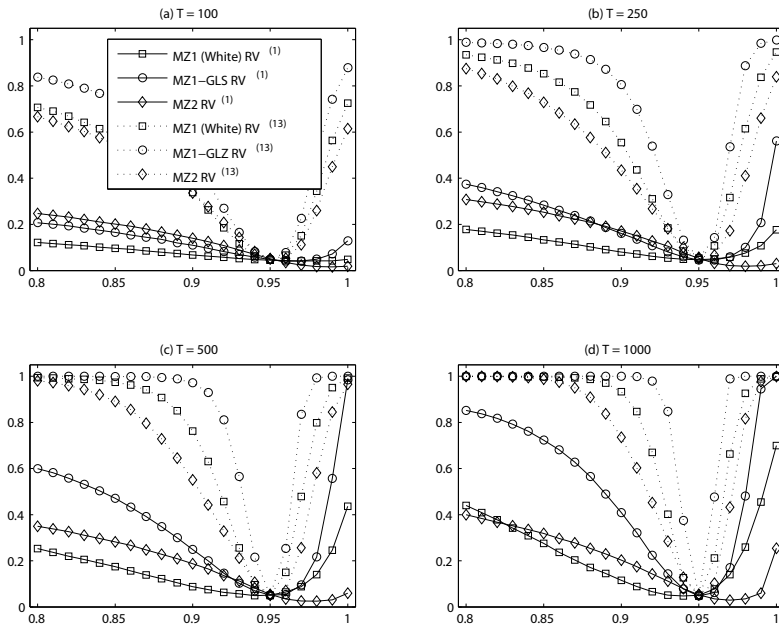 (a) T = 100
1
0.8
0.6
0.4
0.2
0
0.8 0.85 0.9 0.95 1
MZ1 (White) RV (1)
MZ1−GLS RV (1)
MZ2 RV (1)
MZ1 (White) RV (13)
MZ1−GLZ RV (13)
MZ2 RV (13)
(b) T = 250
1
0.8
0.6
0.4
0.2
0
0.8 0.85 0.9 0.95 1
(c) T = 500
1
0.8
0.6
0.4
0.2
0
0.8 0.85 0.9 0.95 1
(d) T = 1000
1
0.8
0.6
0.4
0.2
0
0.8 0.85 0.9 0.95 1